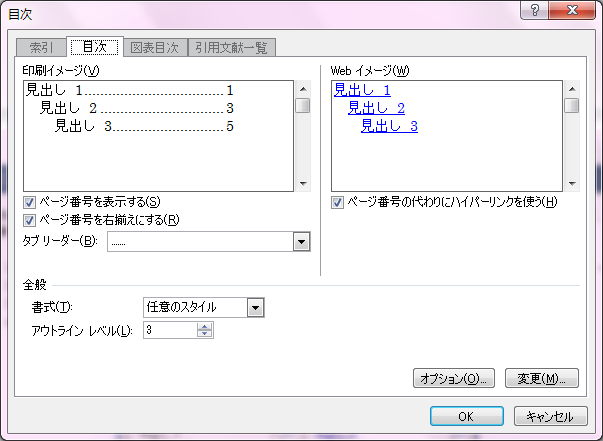 目次
索引 目次 図表目次 引用文献一覧
印刷イメージ(V)
見出し 1........................................1
見出し 2...................................3
見出し 3..............................5
ページ番号を表示する(S)
ページ番号を右揃えにする(R)
タブ リーダー(B): .......
Web イメージ(W)
見出し 1
見出し 2
見出し 3
ページ番号の代わりにハイパーリンクを使う(H)
全般
書式(T): 任意のスタイル
アウトライン レベル(L): 3
オプション(O)... 変更(M)...
OK キャンセル